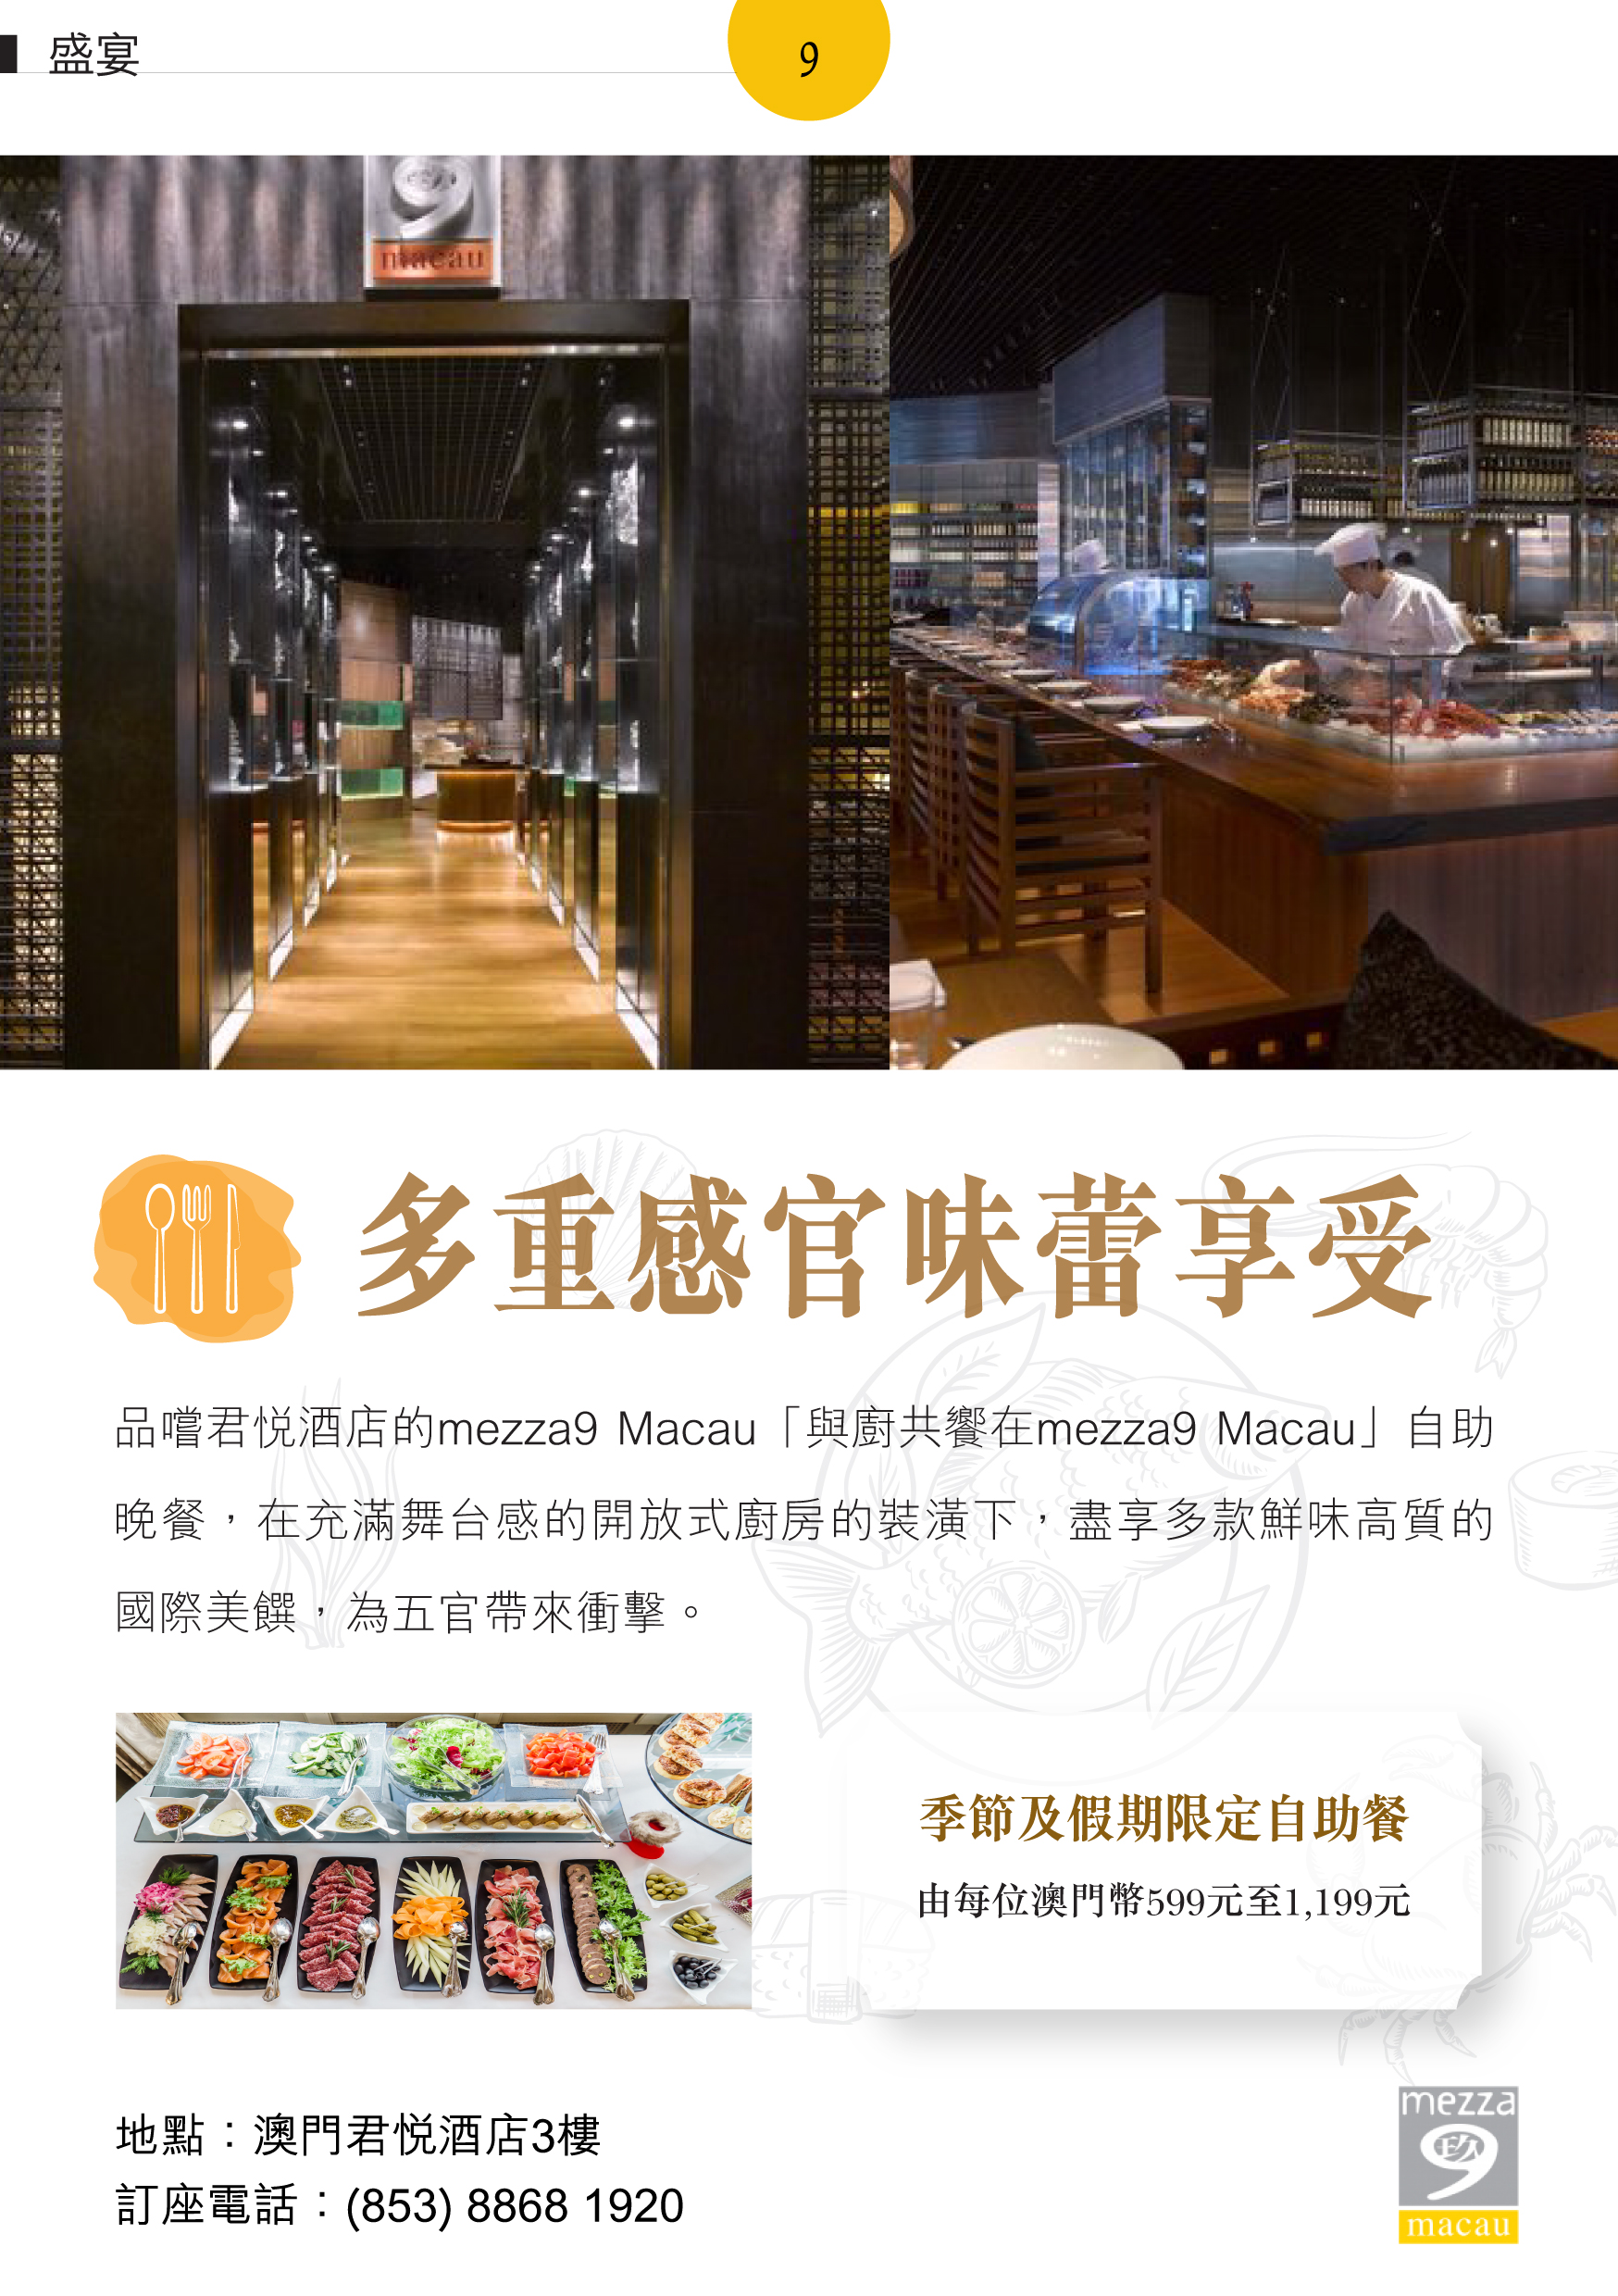 盛宴
9
玖
macau
多重感官味蕾享受
品嚐君悦酒店的mezza9 Macau「與廚共饗在mezza9 Macau」自助
晚餐，在充滿舞台感的開放式廚房的裝潢下，盡享多款鮮味高質的
國際美饌，為五官帶來衝擊。
季節及假期限定自助餐
由每位澳門幣599元至1,199元
地點：澳門君悦酒店3樓
訂座電話：(853) 8868 1920
mezza
玖
macau